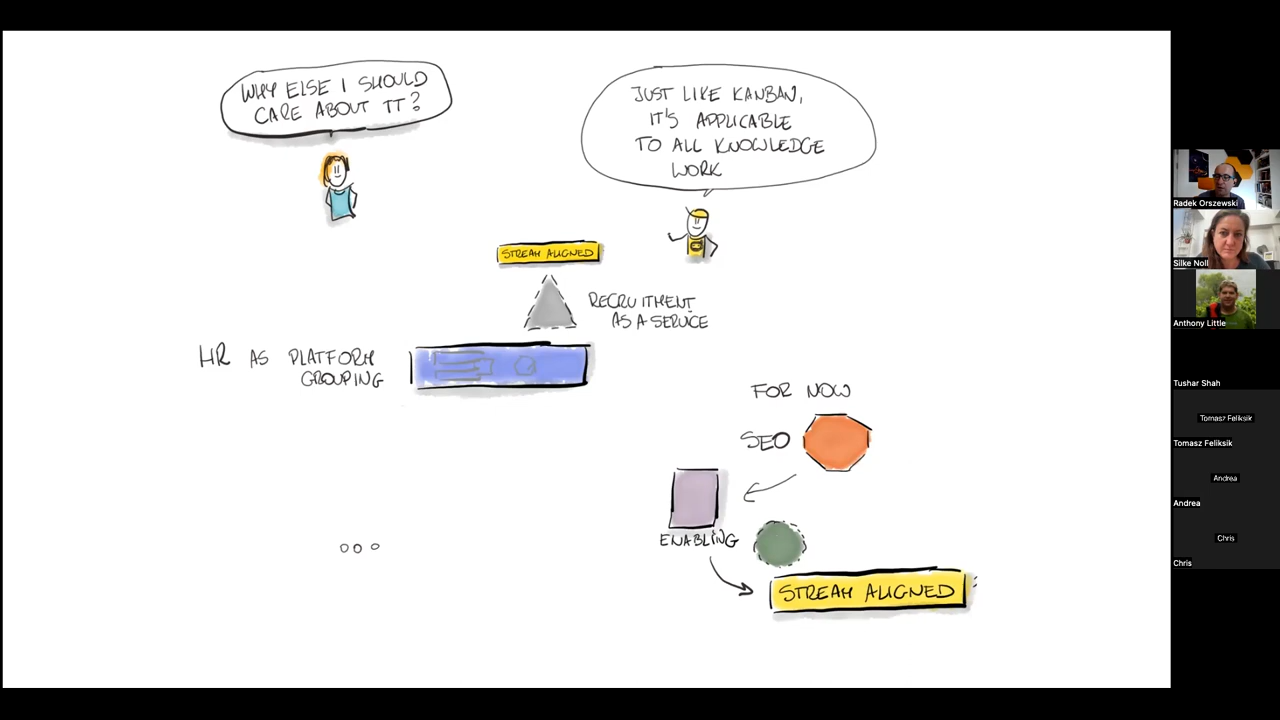 WHY ELSE I SHOULD
CARE ABOUT TT?
JUST LIKE KANBAN,
IT'S APPLICABLE
TO ALL KNOWLEDGE
WORK
STREAM ALIGNED
RECRUITMENT
AS A SERVICE
HR AS PLATFORM
GROUPING
FOR NOW
SEO
ENABLING
STREAM ALIGNED
Radek Orszewski
Silke Noll
Anthony Little
Tushar Shah
Tomasz Feliksik
Tomasz Feliksik
Andrea
Andrea
Chris
Chris